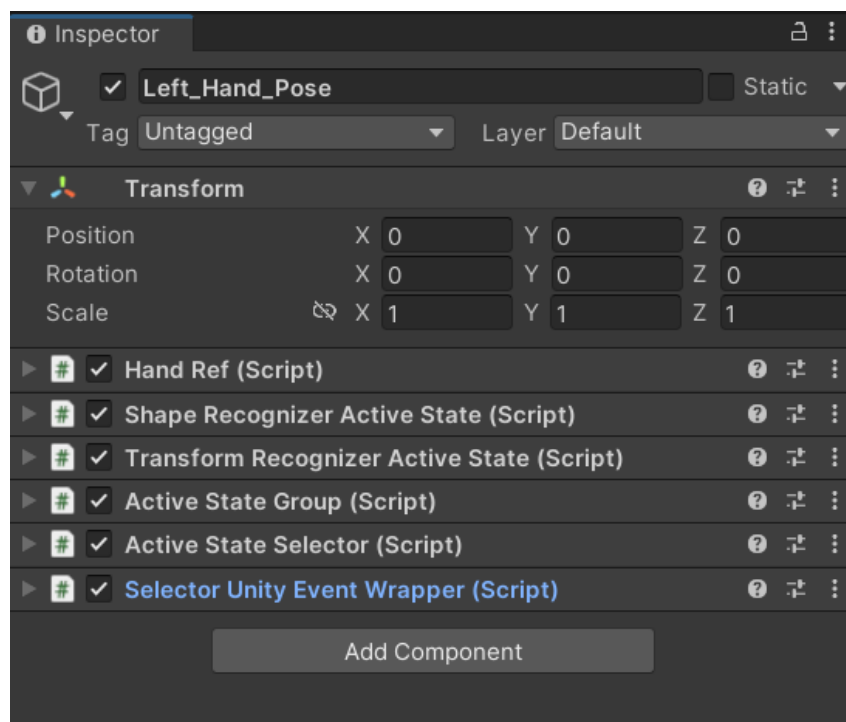 Inspector
Left_Hand_Pose Static
Tag Untagged Layer Default
Transform
Position X 0 Y 0 Z 0
Rotation X 0 Y 0 Z 0
Scale X 1 Y 1 Z 1
# Hand Ref (Script)
# Shape Recognizer Active State (Script)
# Transform Recognizer Active State (Script)
# Active State Group (Script)
# Active State Selector (Script)
# Selector Unity Event Wrapper (Script)
Add Component